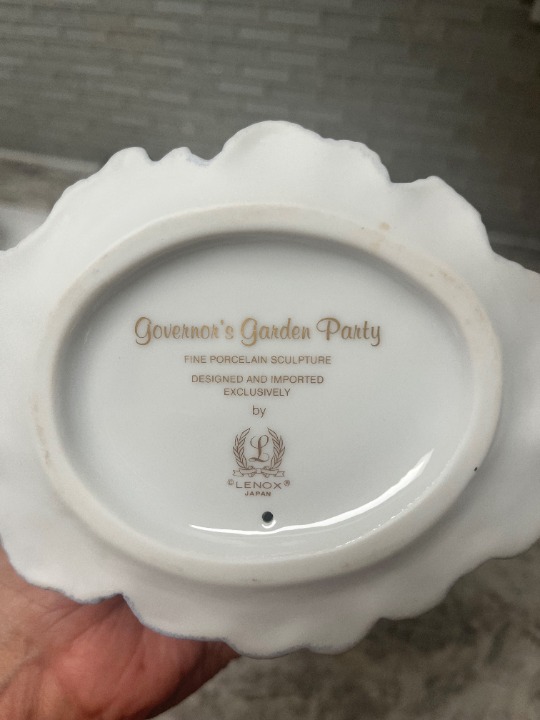 Governor's Garden Party
FINE PORCELAIN SCULPTURE
DESIGNED AND IMPORTED
EXCLUSIVELY
by
L
©LENOX®
JAPAN